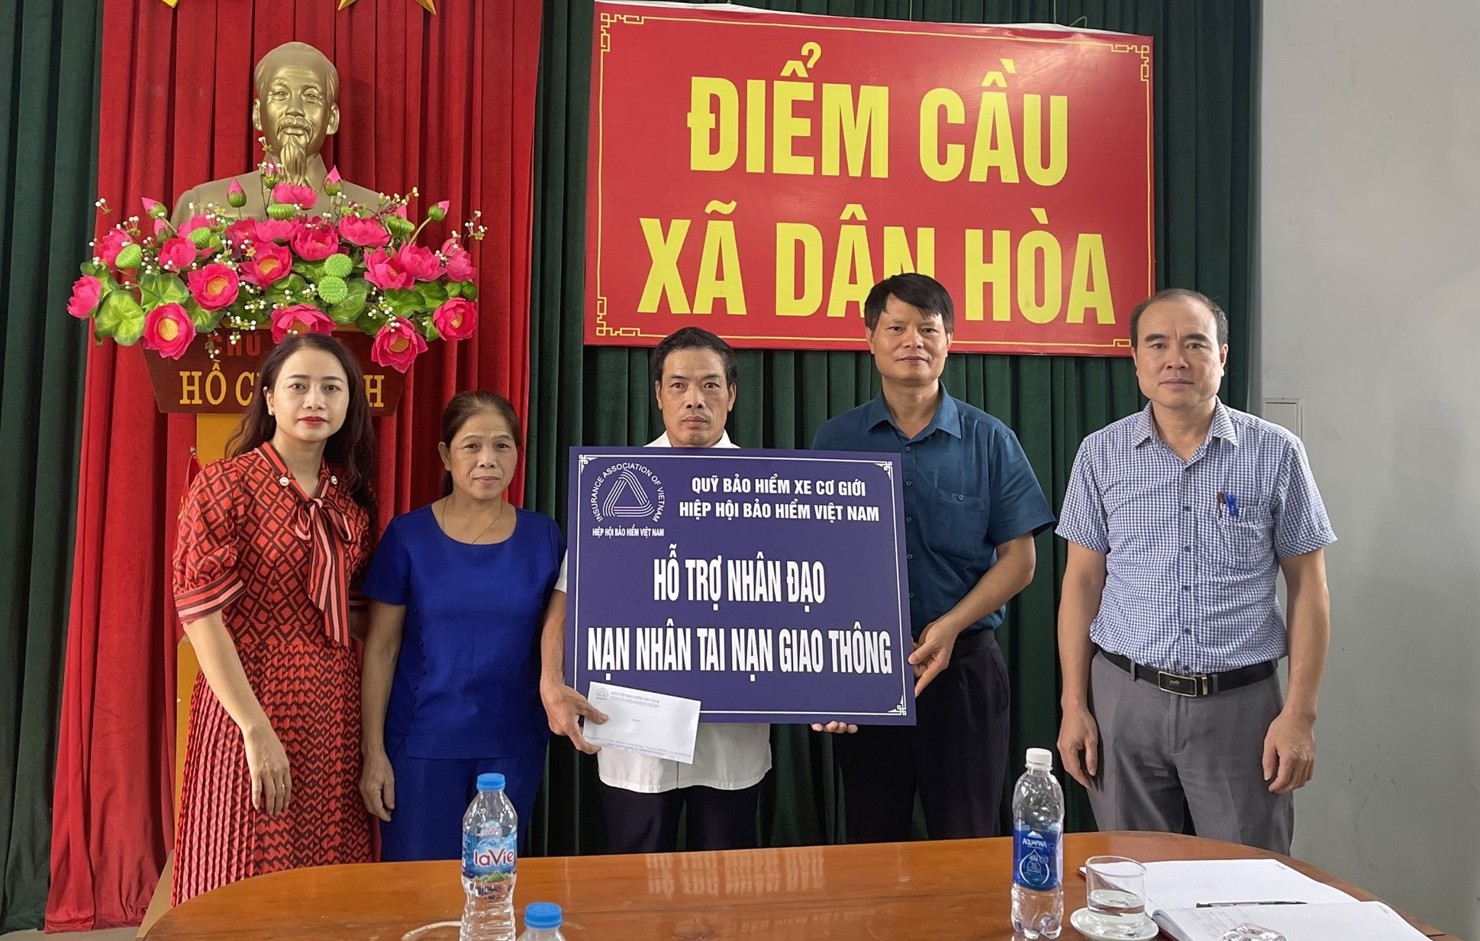 ĐIỂM CẦU
XÃ DÂN HÒA
CHỦ
HỒ C
H
INSURANCE ASSOCIATION OF VIETNAM
HIỆP HỘI BẢO HIỂM VIỆT NAM
QUỸ BẢO HIỂM XE CƠ GIỚI
HIỆP HỘI BẢO HIỂM VIỆT NAM
HỖ TRỢ NHÂN ĐẠO
NẠN NHÂN TAI NẠN GIAO THÔNG
laVie
AQUAFINA